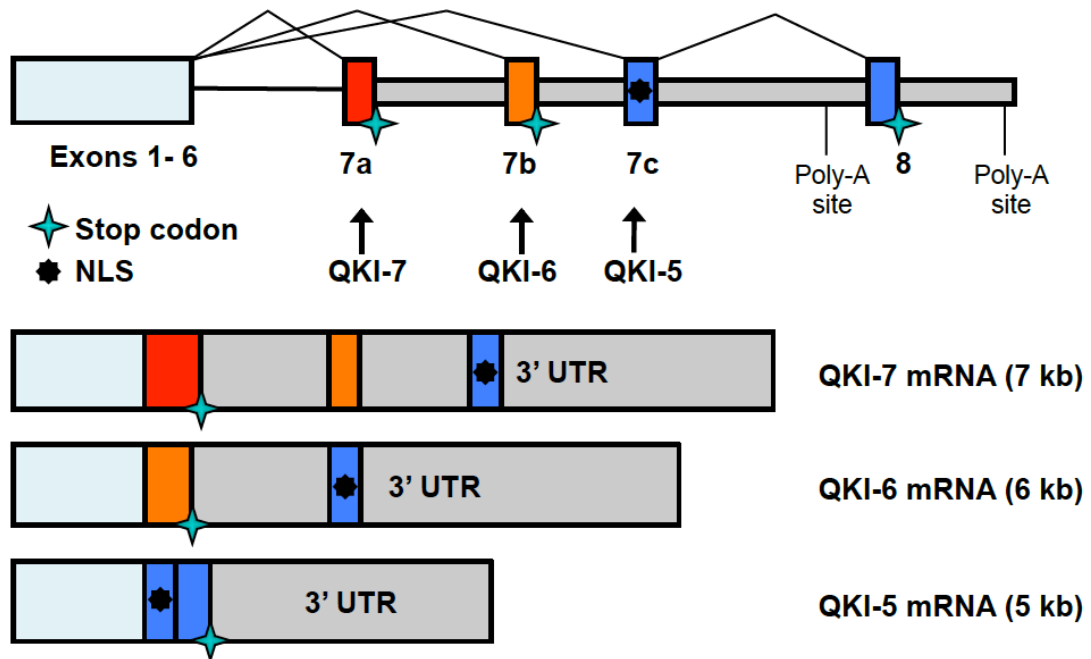 Exons 1- 6
7a
7b
7c
8
Poly-A
site
Poly-A
site
Stop codon
NLS
QKI-7
QKI-6
QKI-5
3’ UTR
QKI-7 mRNA (7 kb)
3’ UTR
QKI-6 mRNA (6 kb)
3’ UTR
QKI-5 mRNA (5 kb)